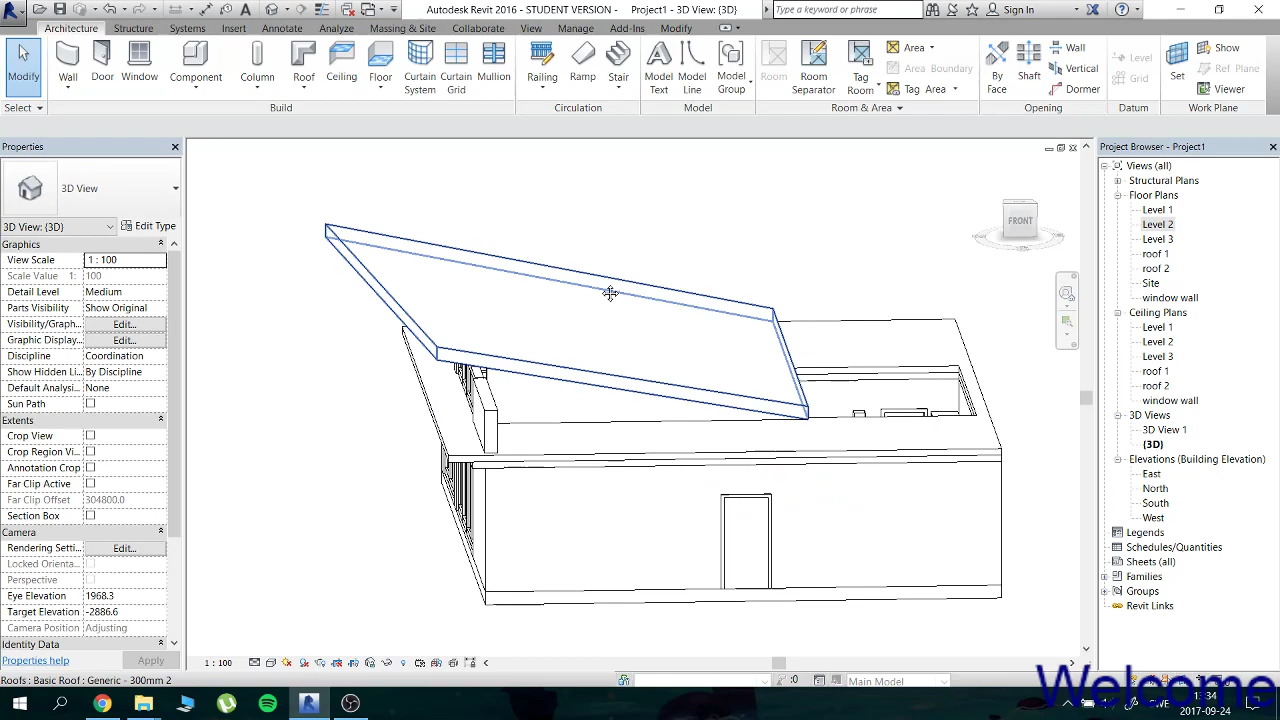 Autodesk Revit 2016 - STUDENT VERSION - Project1 - 3D View: {3D}
Type a keyword or phrase
Sign In
Architecture Structure Systems Insert Annotate Analyze Massing & Site Collaborate View Manage Add-Ins Modify
Modify Wall Door Window Component Column Roof Ceiling Floor Curtain System Curtain Grid Mullion Railing Ramp Stair Model Text Model Line Model Group Room Room Separator Tag Room
Area
Area Boundary
Tag Area
By Face Shaft
Wall
Vertical
Dormer
Level
Grid
Set
Show
Ref Plane
Viewer
Select Build Circulation Model Room & Area Opening Datum Work Plane
Properties
3D View
3D View: {3D} Edit Type
Graphics
View Scale 1 : 100
Scale Value 1: 100
Detail Level Medium
Parts Visibility Show Original
Visibility/Graph... Edit...
Graphic Display... Edit...
Discipline Coordination
Show Hidden Li... By Discipline
Default Analysi... None
Sun Path
Extents
Crop View
Crop Region Vi...
Annotation Crop
Far Clip Active
Far Clip Offset 304800.0
Section Box
Camera
Rendering Setti... Edit...
Locked Orienta...
Perspective
Eye Elevation 1968.3
Target Elevation -2886.6
Camera Position Adjusting
Identity Data
Properties help Apply
FRONT
Project Browser - Project1
Views (all)
Structural Plans
Floor Plans
Level 1
Level 2
Level 3
roof 1
roof 2
Site
window wall
Ceiling Plans
Level 1
Level 2
Level 3
roof 1
roof 2
window wall
3D Views
3D View 1
{3D}
Elevations (Building Elevation)
East
North
South
West
Legends
Schedules/Quantities
Sheets (all)
Families
Groups
Revit Links
1 : 100
Roofs : Basic Roof : Generic - 300mm 2
:0
Main Model
Welcome
13:34
2017-09-24